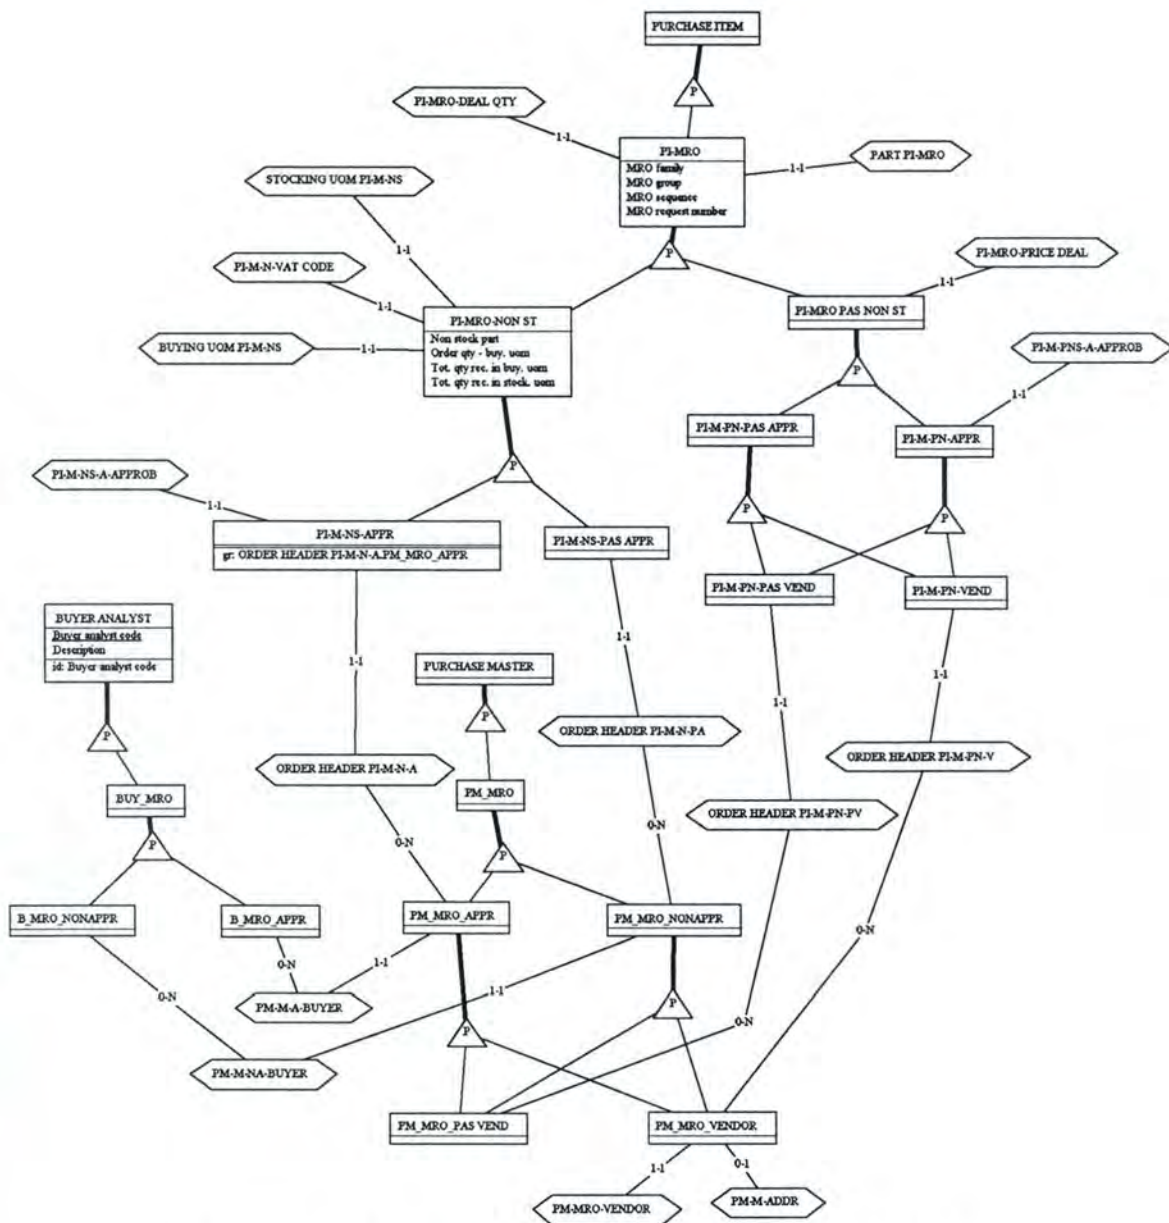 PURCHASE ITEM
P
PI-MRO-DEAL QTY
1-1
PI-MRO
MRO family
MRO group
MRO sequence
MRO request number
1-1
PART PI-MRO
STOCKING UOM PI-M-NS
1-1
P
PI-MRO-PRICE DEAL
1-1
PI-M-N-VAT CODE
1-1
PI-MRO PAS NON ST
PI-MRO-NON ST
Non stock part
Order qty - buy. uom
Tot. qty rec. in buy. uom
Tot. qty rec. in stock. uom
BUYING UOM PI-M-NS
1-1
PI-M-PNS-A-APPROB
1-1
P
PI-M-PN-PAS APPR
PI-M-PN-APPR
P
PI-M-NS-A-APPROB
1-1
P
P
PI-M-NS-APPR
gr: ORDER HEADER PI-M-N-A.PM_MRO_APPR
PI-M-NS-PAS APPR
PI-M-PN-PAS VEND
PI-M-PN-VEND
BUYER ANALYST
Buyer analyst code
Description
id: Buyer analyst code
1-1
1-1
PURCHASE MASTER
1-1
1-1
P
P
ORDER HEADER PI-M-N-PA
ORDER HEADER PI-M-PN-V
ORDER HEADER PI-M-N-A
BUY_MRO
PM_MRO
ORDER HEADER PI-M-PN-PV
0-N
0-N
P
P
B_MRO_NONAPPR
B_MRO_APPR
PM_MRO_APPR
PM_MRO_NONAPPR
0-N
0-N
1-1
0-N
1-1
PM-M-A-BUYER
P
P
0-N
PM-M-NA-BUYER
PM_MRO_PAS VEND
PM_MRO_VENDOR
1-1
0-1
PM-MRO-VENDOR
PM-M-ADDR